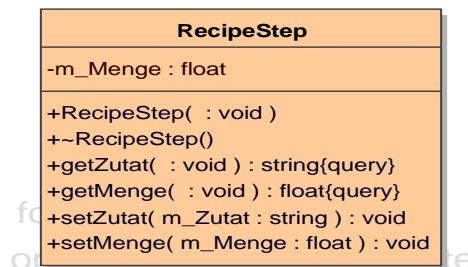 RecipeStep
-m_Menge : float
+RecipeStep( : void )
+~RecipeStep()
+getZutat( : void ) : string{query}
+getMenge( : void ) : float{query}
+setZutat( m_Zutat : string ) : void
+setMenge( m_Menge : float ) : void